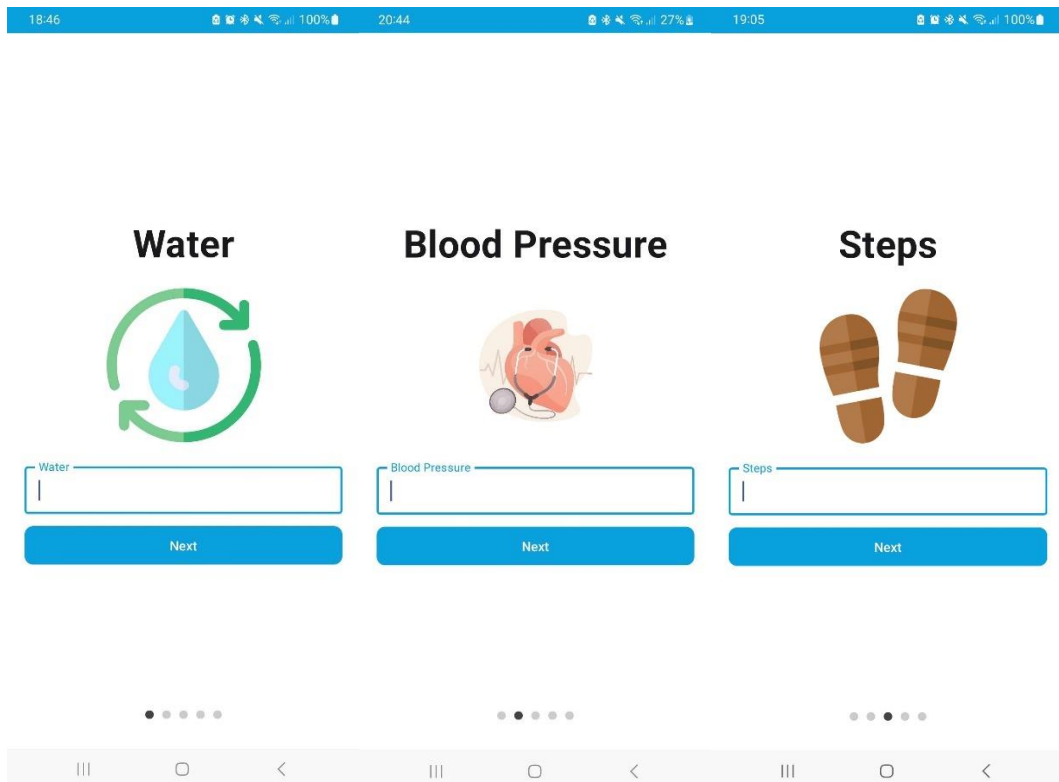 18:46 100%
Water
Water
Next
20:44 27%
Blood Pressure
Blood Pressure
Next
19:05 100%
Steps
Steps
Next